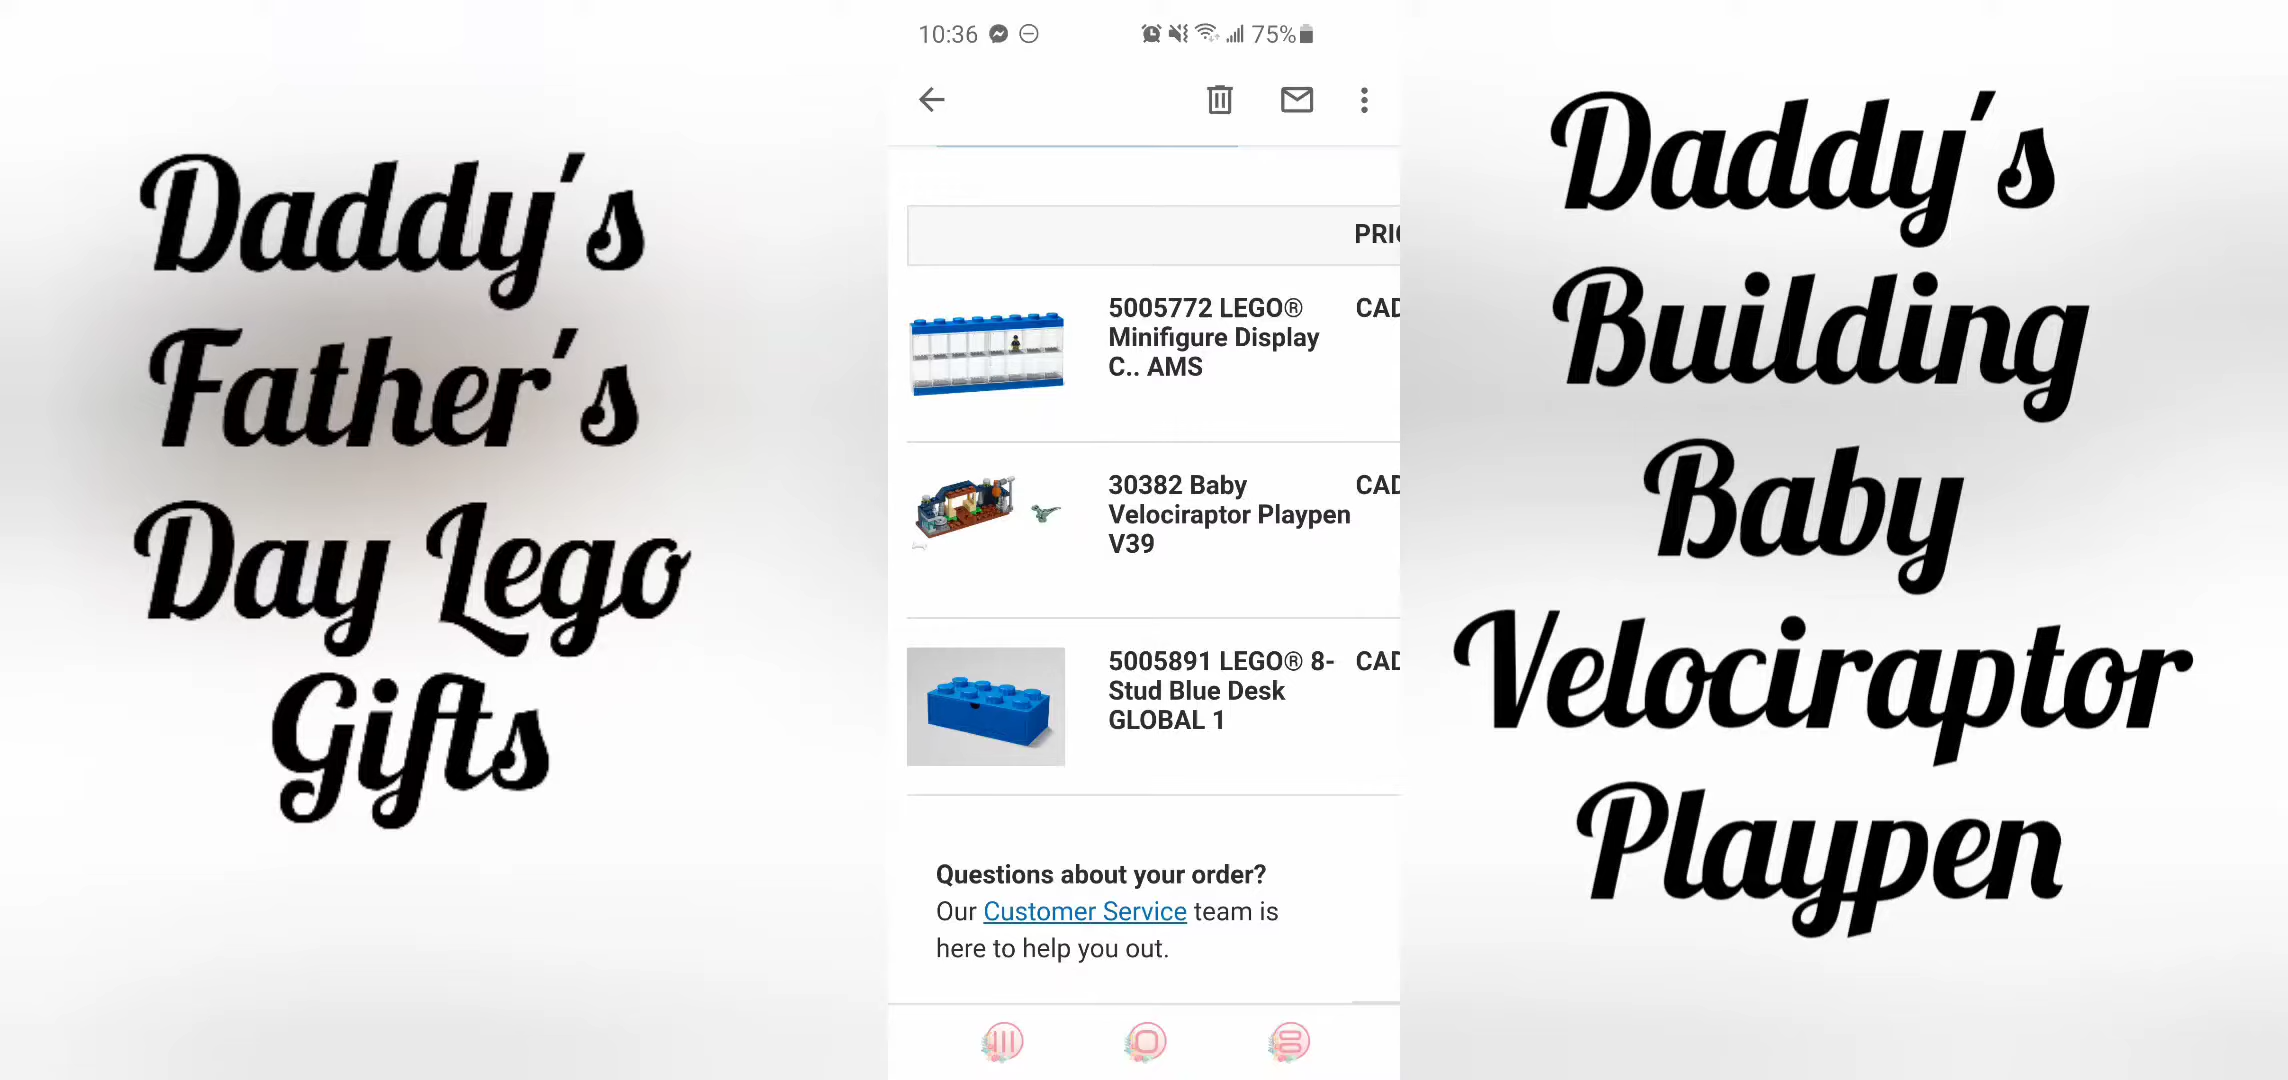 Daddy's
Father's
Day Lego
Gifts
10:36
75%
PRIC
5005772 LEGO®
Minifigure Display
C.. AMS
CAD
30382 Baby
Velociraptor Playpen
V39
CAD
5005891 LEGO® 8-
Stud Blue Desk
GLOBAL 1
CAD
Questions about your order?
Our Customer Service team is
here to help you out.
Daddy's
Building
Baby
Velociraptor
Playpen